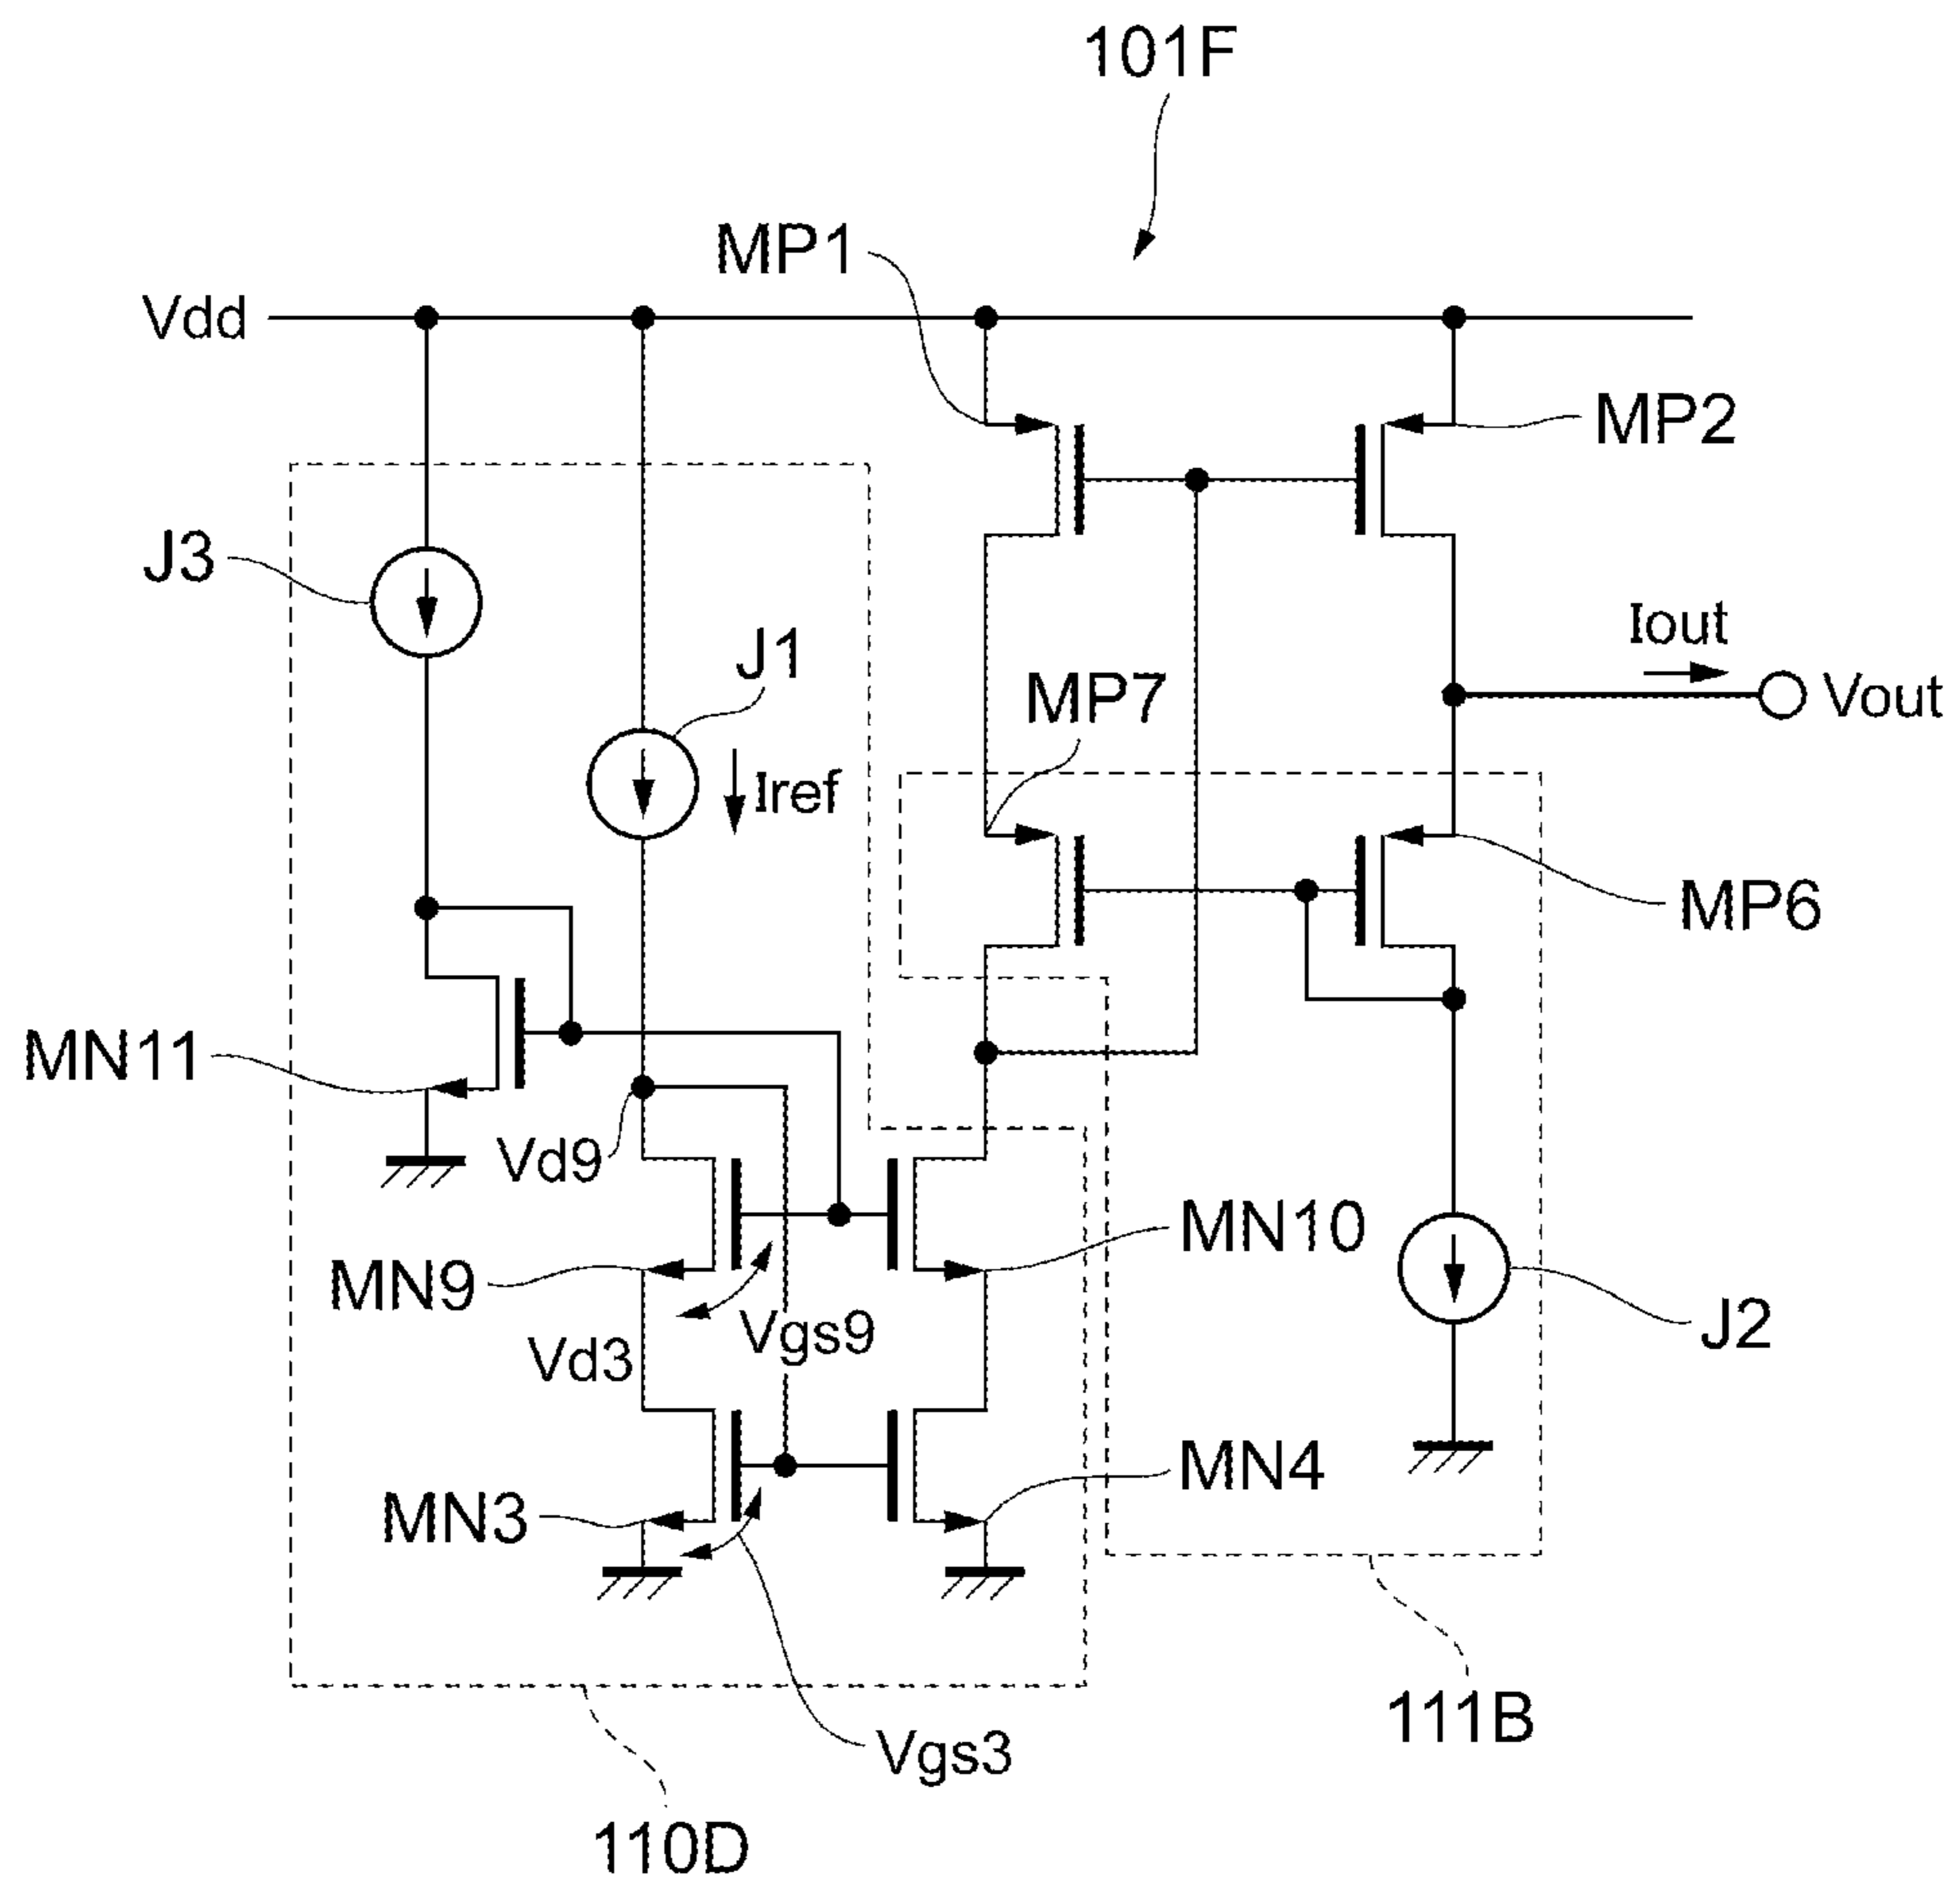 101F
MP1
Vdd
MP2
J3
Iout
J1
MP7
Vout
Iref
MP6
MN11
Vd9
MN10
MN9
Vgs9
J2
Vd3
MN4
MN3
111B
Vgs3
110D